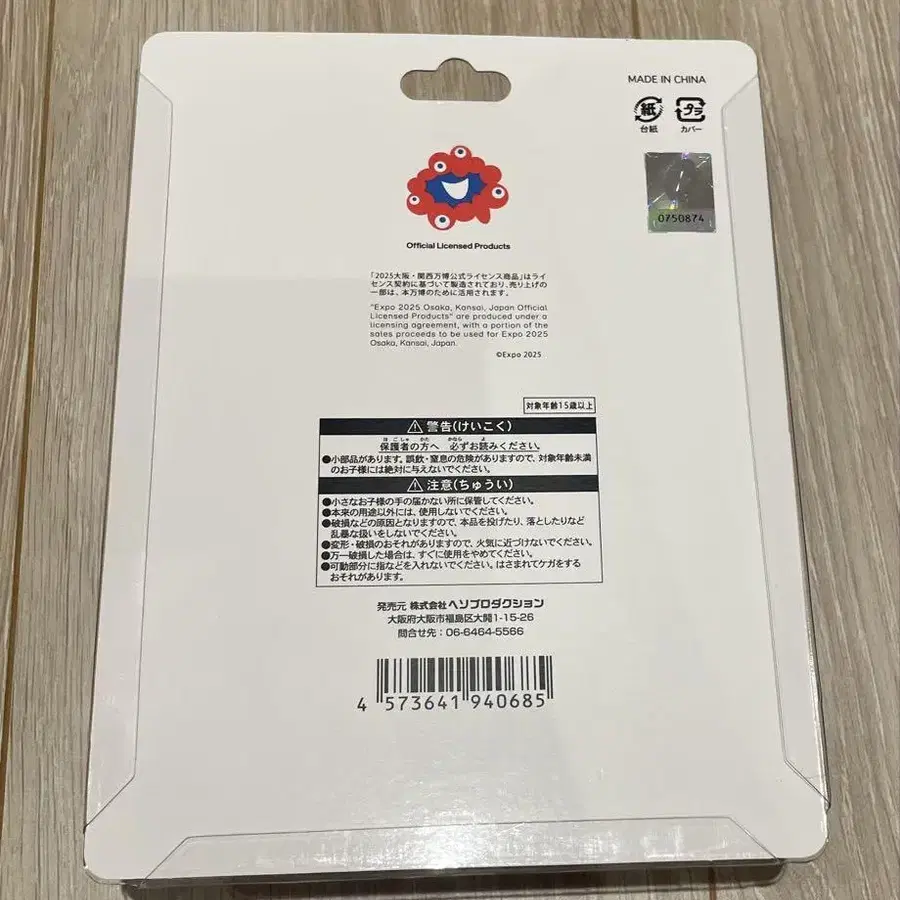 MADE IN CHINA
紙
プラ
台紙
カバー
0750874
Official Licensed Products
「2025大阪・関西万博公式ライセンス商品」はライ
センス契約に基づいて製造されており、売り上げの
一部は、本万博のために活用されます。
"Expo 2025 Osaka, Kansai, Japan Official
Licensed Products" are produced under a
licensing agreement, with a portion of the
sales proceeds to be used for Expo 2025
Osaka, Kansai, Japan.
©Expo 2025
対象年齢15歳以上
⚠警告(けいこく)
ほごしゃ かた かなら よ
保護者の方へ 必ずお読みください。
●小部品があります。誤飲・窒息の危険がありますので、対象年齢未満
のお子様には絶対に与えないでください。
⚠注意(ちゅうい)
●小さなお子様の手の届かない所に保管してください。
●本来の用途以外には、使用しないでください。
●破損などの原因となりますので、本品を投げたり、落としたりなど
乱暴な扱いをしないでください。
●変形・破損のおそれがありますので、火気に近づけないでください。
●万一破損した場合は、すぐに使用をやめてください。
●可動部分に指などを入れないでください。はさまれてケガをする
おそれがあります。
発売元 株式会社ヘソプロダクション
大阪府大阪市福島区大開1-15-26
問合せ先：06-6464-5566
4 573641 940685